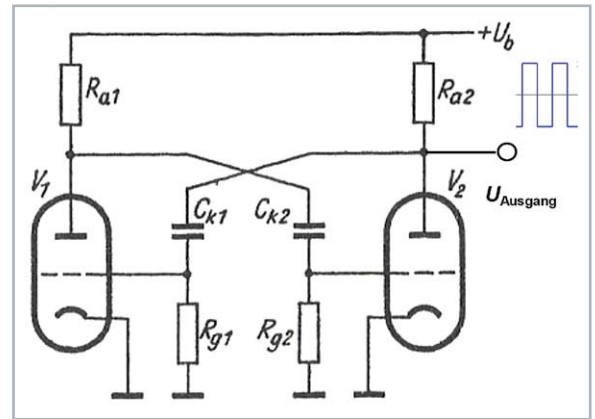 +U_b
R_a1
R_a2
V_1
C_k1
C_k2
V_2
U_Ausgang
R_g1
R_g2